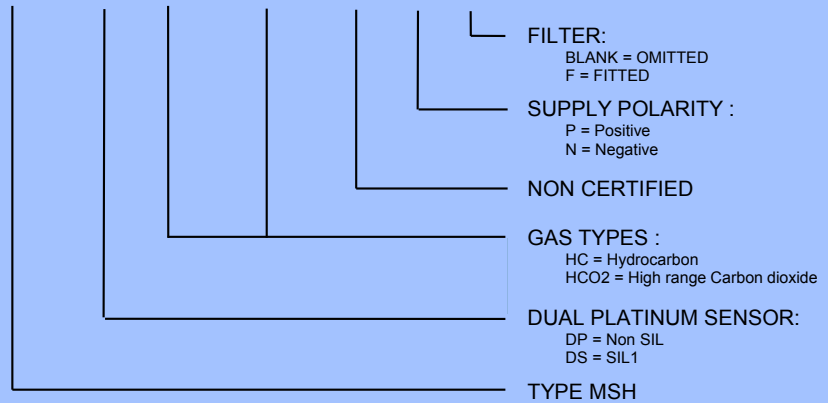 FILTER:
BLANK = OMITTED
F = FITTED
SUPPLY POLARITY :
P = Positive
N = Negative
NON CERTIFIED
GAS TYPES :
HC = Hydrocarbon
HCO2 = High range Carbon dioxide
DUAL PLATINUM SENSOR:
DP = Non SIL
DS = SIL1
TYPE MSH